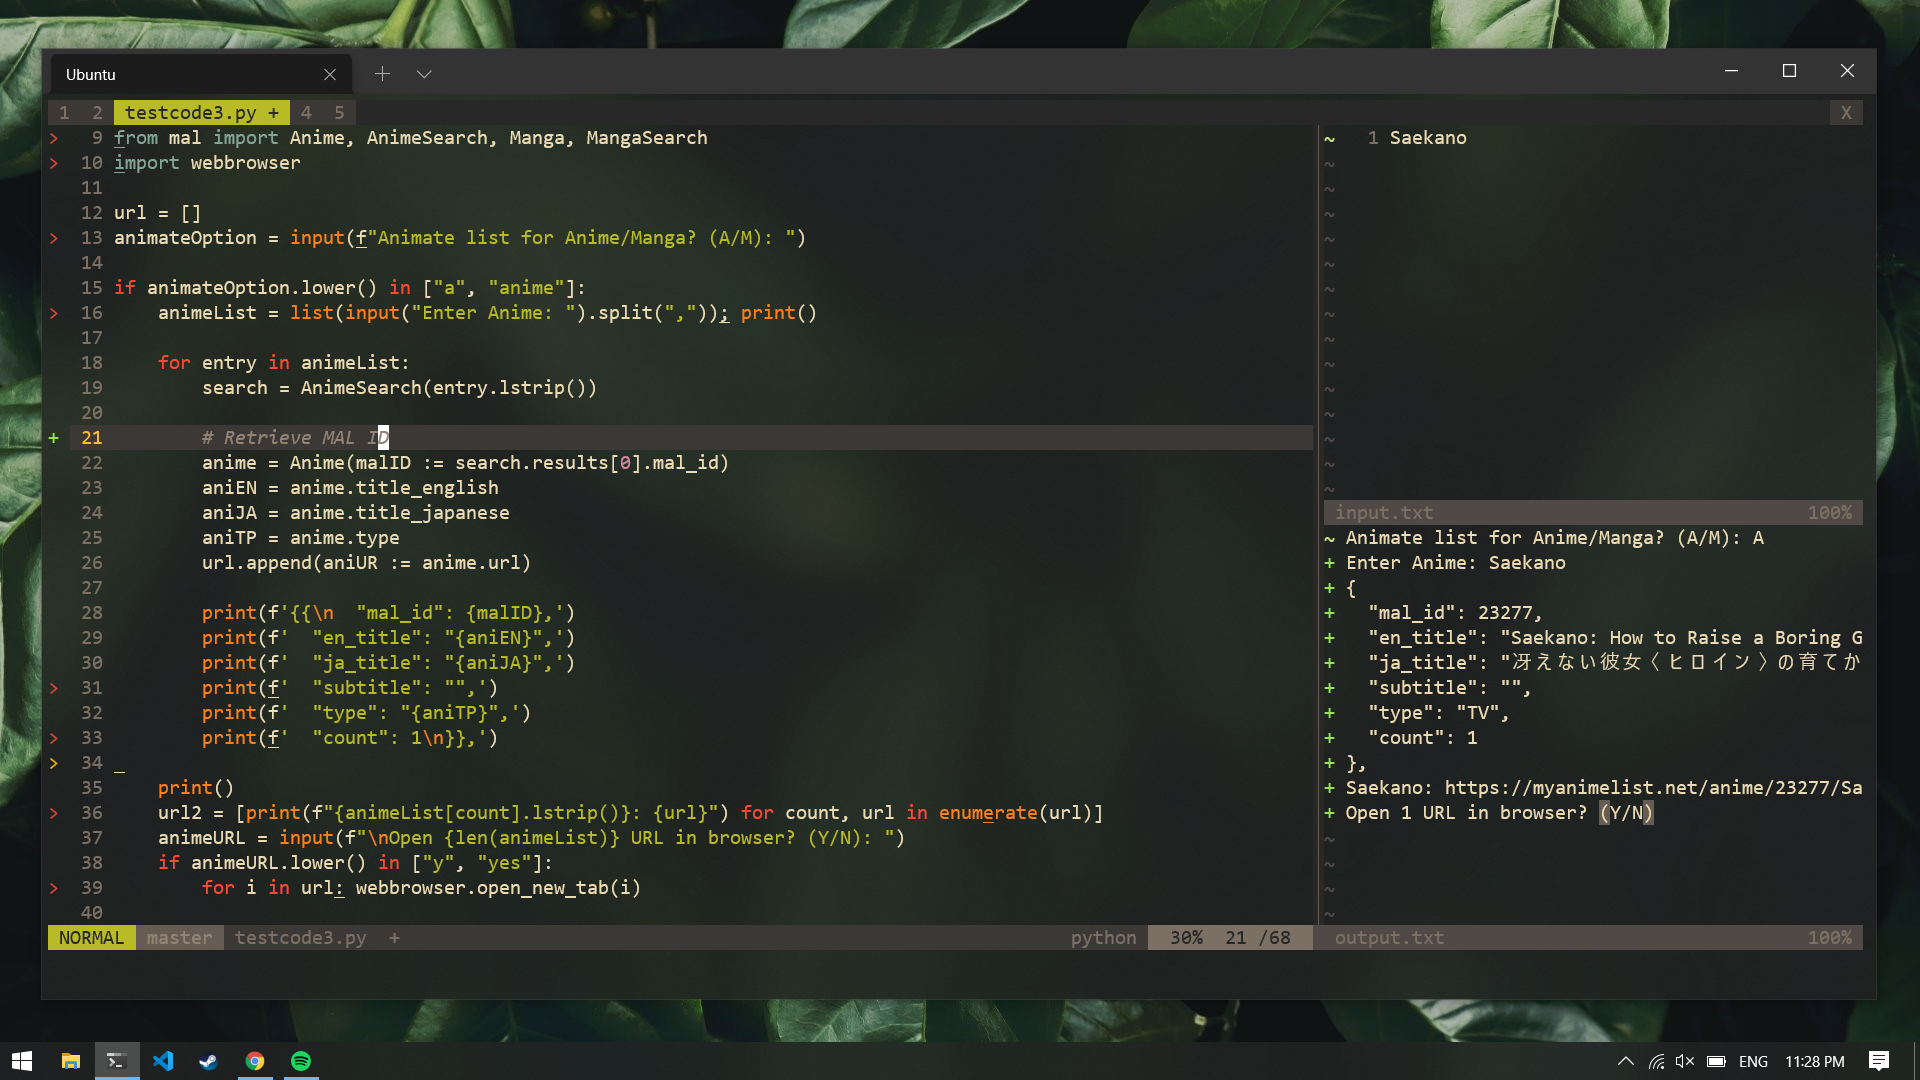 Ubuntu
1 2 testcode3.py + 4 5 X
> 9 from mal import Anime, AnimeSearch, Manga, MangaSearch
> 10 import webbrowser
11
12 url = []
> 13 animateOption = input(f"Animate list for Anime/Manga? (A/M): ")
14
15 if animateOption.lower() in ["a", "anime"]:
> 16     animeList = list(input("Enter Anime: ").split(",")); print()
17
18     for entry in animeList:
19         search = AnimeSearch(entry.lstrip())
20
+ 21         # Retrieve MAL ID
22         anime = Anime(malID := search.results[0].mal_id)
23         aniEN = anime.title_english
24         aniJA = anime.title_japanese
25         aniTP = anime.type
26         url.append(aniUR := anime.url)
27
28         print(f'{{\n  "mal_id": {malID},')
29         print(f'  "en_title": "{aniEN}",')
30         print(f'  "ja_title": "{aniJA}",')
> 31         print(f'  "subtitle": "",')
32         print(f'  "type": "{aniTP}",')
> 33         print(f'  "count": 1\n}},')
> 34 _
35     print()
> 36     url2 = [print(f"{animeList[count].lstrip()}: {url}") for count, url in enumerate(url)]
37     animeURL = input(f"\nOpen {len(animeList)} URL in browser? (Y/N): ")
38     if animeURL.lower() in ["y", "yes"]:
> 39         for i in url: webbrowser.open_new_tab(i)
40
NORMAL master testcode3.py + python 30% 21 /68
~ 1 Saekano
~
~
~
~
~
~
~
~
~
~
~
~
~
~
input.txt 100%
~ Animate list for Anime/Manga? (A/M): A
+ Enter Anime: Saekano
+ {
+   "mal_id": 23277,
+   "en_title": "Saekano: How to Raise a Boring G
+   "ja_title": "冴えない彼女〈ヒロイン〉の育てか
+   "subtitle": "",
+   "type": "TV",
+   "count": 1
+ },
+ Saekano: https://myanimelist.net/anime/23277/Sa
+ Open 1 URL in browser? (Y/N)
~
~
~
~
output.txt 100%
ENG 11:28 PM